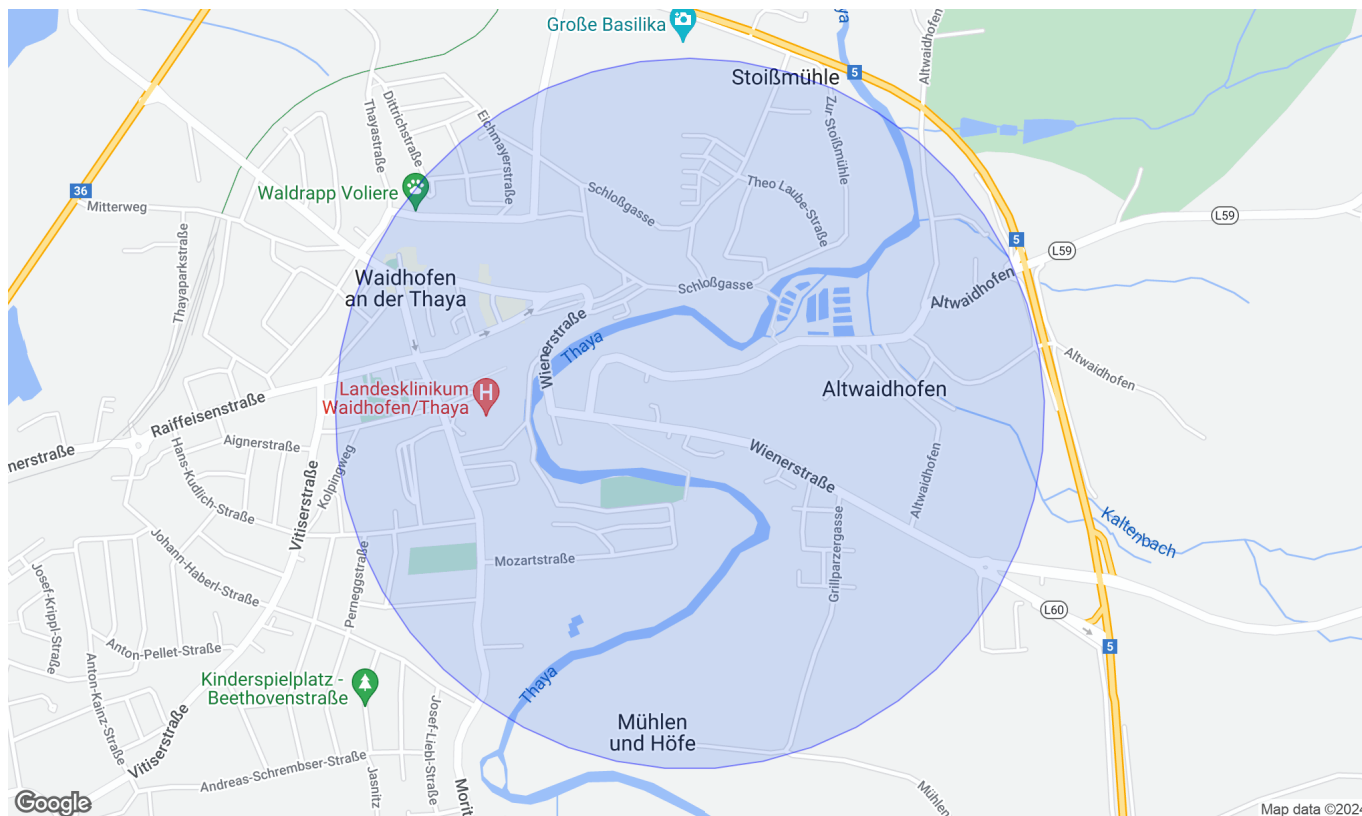 Große Basilika
Stoißmühle
5
Altwaidhofen
Thayastraße
Dittrichstraße
Eichmayerstraße
Zur Stoißmühle
36
Waldrapp Voliere
Mitterweg
Schloßgasse
Theo Laube-Straße
L59
5
L59
Thayaparkstraße
Waidhofen
an der Thaya
Schloßgasse
Altwaidhofen
Wienerstraße
Thaya
Altwaidhofen
Landesklinikum
Waidhofen/Thaya
H
Altwaidhofen
Raiffeisenstraße
Aignerstraße
nerstraße
Hans-Kudlich-Straße
Kolpingweg
Vitiserstraße
Wienerstraße
Altwaidhofen
Kaltenbach
Johann-Haberl-Straße
Perneggstraße
Mozartstraße
Grillparzergasse
Josef-Krippl-Straße
L60
Anton-Pellet-Straße
5
Anton-Kainz-Straße
Kinderspielplatz -
Beethovenstraße
Thaya
Josef-Liebl-Straße
Vitiserstraße
Mühlen
und Höfe
Andreas-Schrembser-Straße
Jasnitz
Morit
Mühlen
Google
Map data ©2024